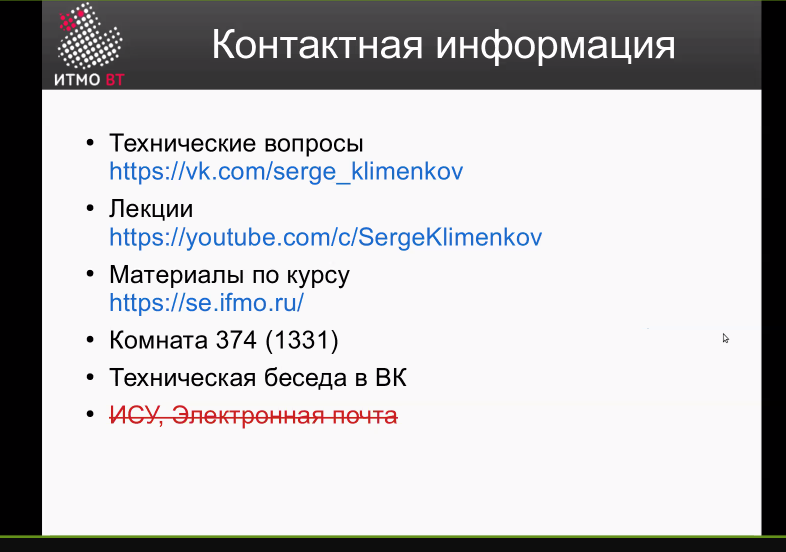 Контактная информация
ИТМО ВТ
Технические вопросы
https://vk.com/serge_klimenkov
Лекции
https://youtube.com/c/SergeKlimenkov
Материалы по курсу
https://se.ifmo.ru/
Комната 374 (1331)
Техническая беседа в ВК
ИСУ, Электронная почта